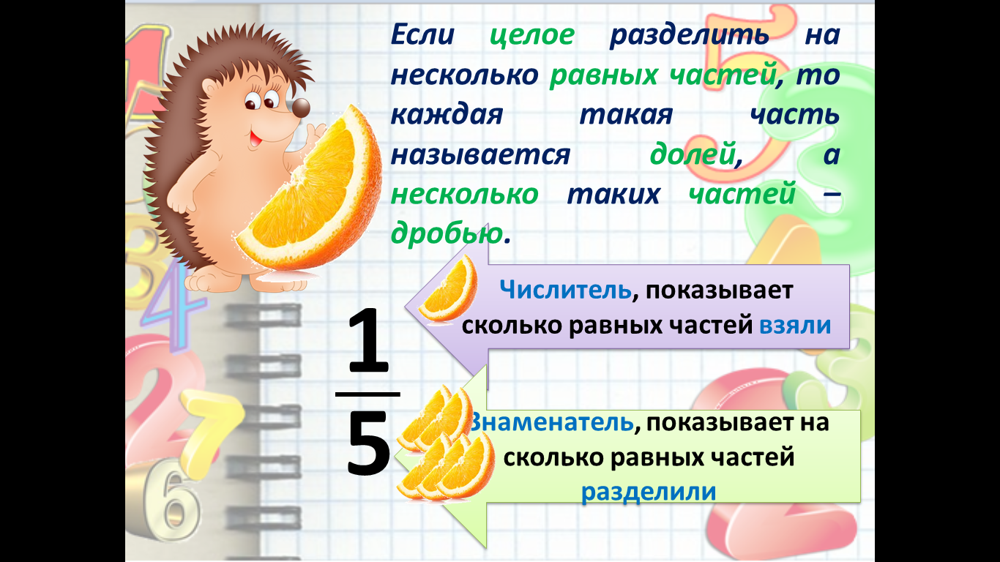 Если целое разделить на
несколько равных частей, то
каждая такая часть
называется долей, а
несколько таких частей –
дробью.
Числитель, показывает
сколько равных частей взяли
1
5
Знаменатель, показывает на
сколько равных частей
разделили